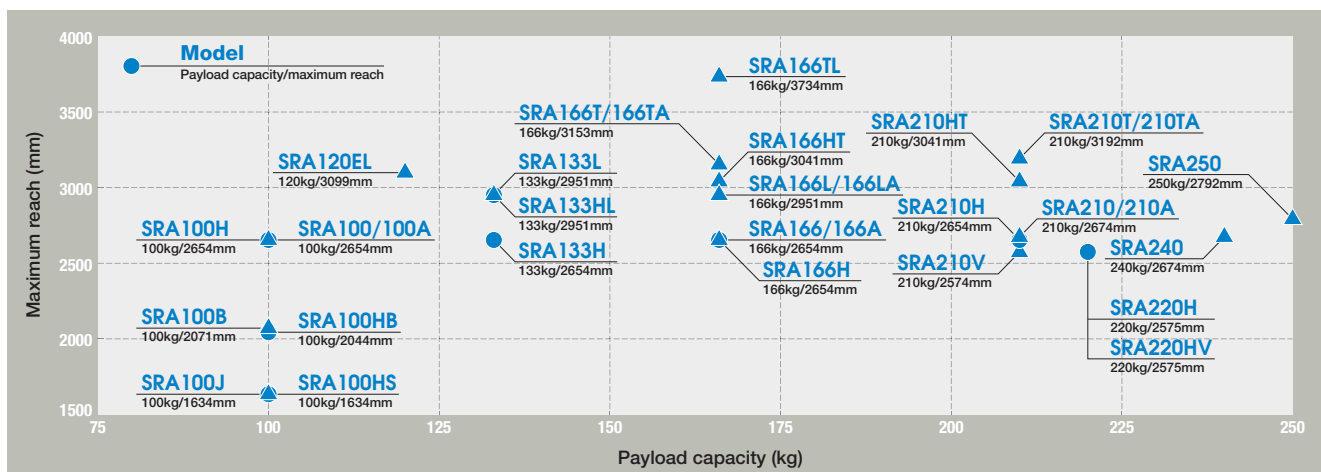 Maximum reach (mm)
4000
3500
3000
2500
2000
1500
Model
Payload capacity/maximum reach
SRA166TL
166kg/3734mm
SRA166T/166TA
166kg/3153mm
SRA210HT
210kg/3041mm
SRA210T/210TA
210kg/3192mm
SRA166HT
166kg/3041mm
SRA120EL
120kg/3099mm
SRA133L
133kg/2951mm
SRA250
250kg/2792mm
SRA166L/166LA
166kg/2951mm
SRA133HL
133kg/2951mm
SRA210H
210kg/2654mm
SRA210/210A
210kg/2674mm
SRA100H
100kg/2654mm
SRA100/100A
100kg/2654mm
SRA166/166A
166kg/2654mm
SRA133H
133kg/2654mm
SRA240
240kg/2674mm
SRA210V
210kg/2574mm
SRA166H
166kg/2654mm
SRA220H
220kg/2575mm
SRA100B
100kg/2071mm
SRA100HB
100kg/2044mm
SRA220HV
220kg/2575mm
SRA100J
100kg/1634mm
SRA100HS
100kg/1634mm
75
100
125
150
175
200
225
250
Payload capacity (kg)